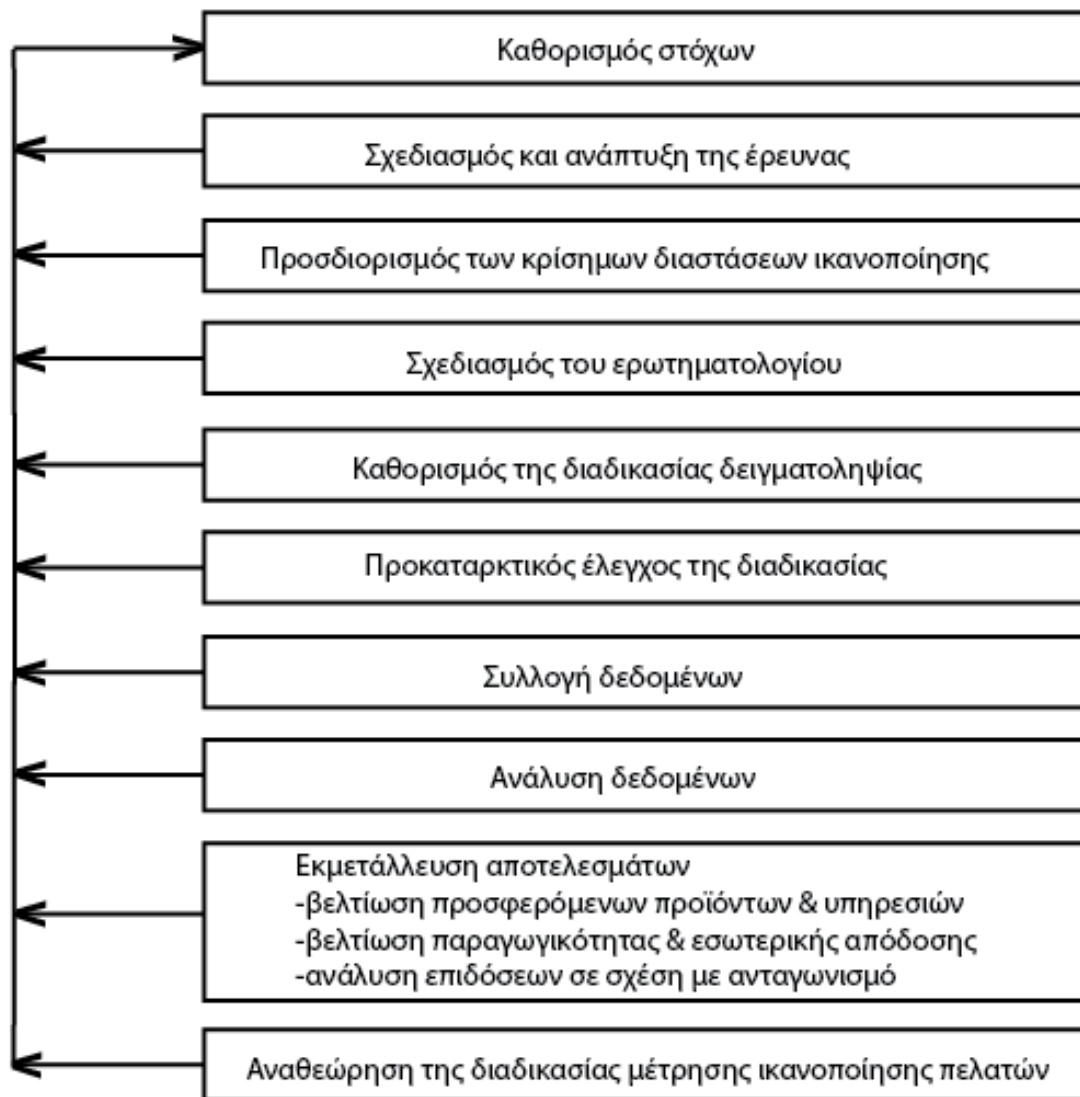 Καθορισμός στόχων
Σχεδιασμός και ανάπτυξη της έρευνας
Προσδιορισμός των κρίσημων διαστάσεων ικανοποίησης
Σχεδιασμός του ερωτηματολογίου
Καθορισμός της διαδικασίας δειγματοληψίας
Προκαταρκτικός έλεγχος της διαδικασίας
Συλλογή δεδομένων
Ανάλυση δεδομένων
Εκμετάλλευση αποτελεσμάτων
-βελτίωση προσφερόμενων προϊόντων & υπηρεσιών
-βελτίωση παραγωγικότητας & εσωτερικής απόδοσης
-ανάλυση επιδόσεων σε σχέση με ανταγωνισμό
Αναθεώρηση της διαδικασίας μέτρησης ικανοποίησης πελατών